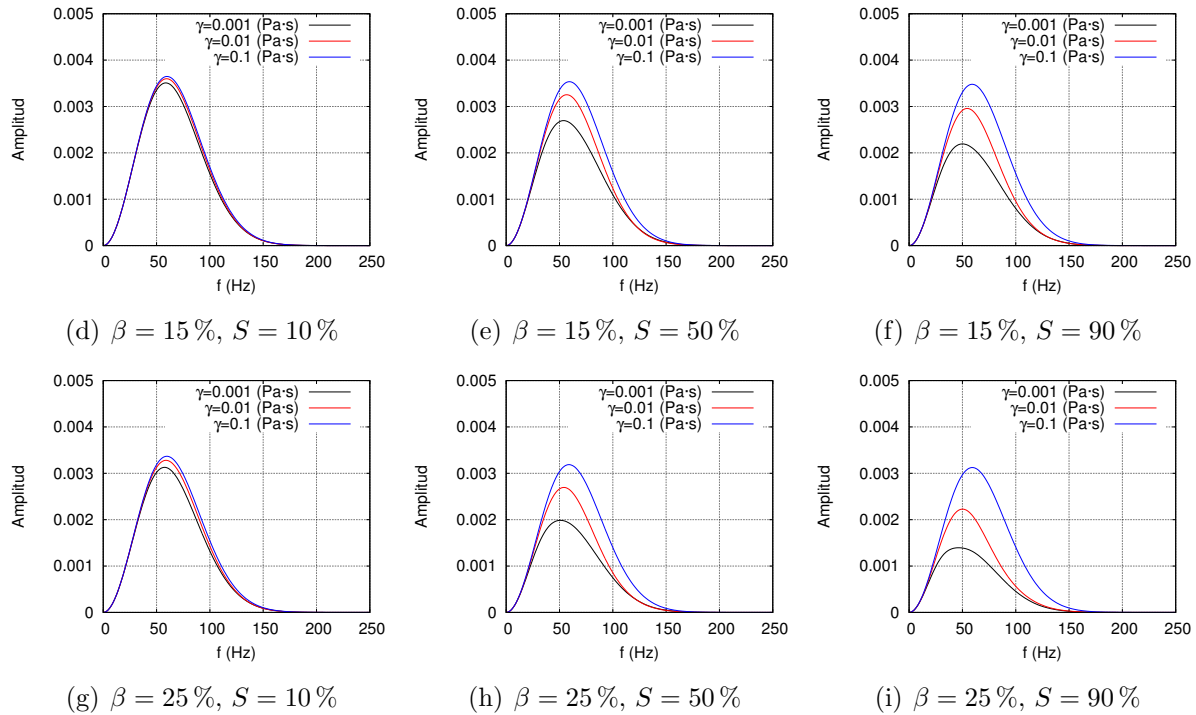 0.005
0.004
0.003
0.002
0.001
0
Amplitud
γ=0.001 (Pa·s)
γ=0.01 (Pa·s)
γ=0.1 (Pa·s)
0 50 100 150 200 250
f (Hz)
(d) β = 15 %, S = 10 %
0.005
0.004
0.003
0.002
0.001
0
Amplitud
γ=0.001 (Pa·s)
γ=0.01 (Pa·s)
γ=0.1 (Pa·s)
0 50 100 150 200 250
f (Hz)
(e) β = 15 %, S = 50 %
0.005
0.004
0.003
0.002
0.001
0
Amplitud
γ=0.001 (Pa·s)
γ=0.01 (Pa·s)
γ=0.1 (Pa·s)
0 50 100 150 200 250
f (Hz)
(f) β = 15 %, S = 90 %
0.005
0.004
0.003
0.002
0.001
0
Amplitud
γ=0.001 (Pa·s)
γ=0.01 (Pa·s)
γ=0.1 (Pa·s)
0 50 100 150 200 250
f (Hz)
(g) β = 25 %, S = 10 %
0.005
0.004
0.003
0.002
0.001
0
Amplitud
γ=0.001 (Pa·s)
γ=0.01 (Pa·s)
γ=0.1 (Pa·s)
0 50 100 150 200 250
f (Hz)
(h) β = 25 %, S = 50 %
0.005
0.004
0.003
0.002
0.001
0
Amplitud
γ=0.001 (Pa·s)
γ=0.01 (Pa·s)
γ=0.1 (Pa·s)
0 50 100 150 200 250
f (Hz)
(i) β = 25 %, S = 90 %